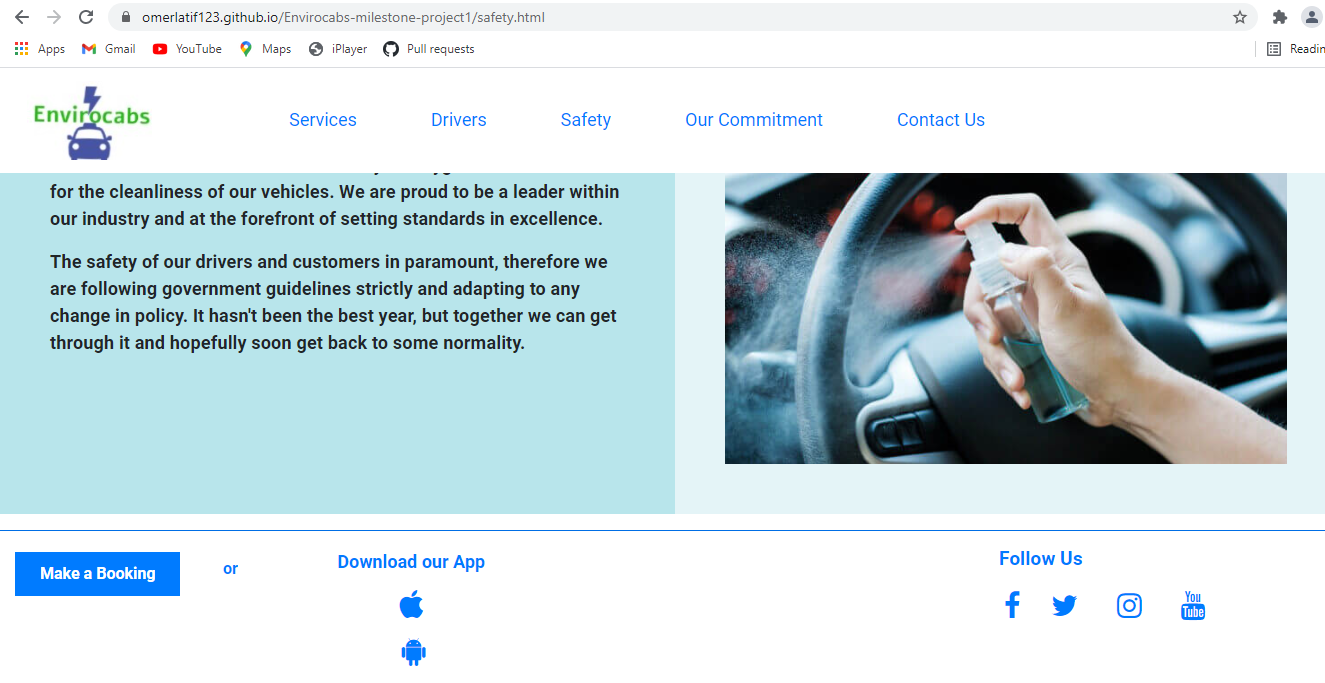 omerlatif123.github.io/Envirocabs-milestone-project1/safety.html
Apps Gmail YouTube Maps iPlayer Pull requests Readin
Envirocabs
Services Drivers Safety Our Commitment Contact Us
for the cleanliness of our vehicles. We are proud to be a leader within
our industry and at the forefront of setting standards in excellence.
The safety of our drivers and customers in paramount, therefore we
are following government guidelines strictly and adapting to any
change in policy. It hasn't been the best year, but together we can get
through it and hopefully soon get back to some normality.
Make a Booking
or
Download our App
Follow Us
You
Tube